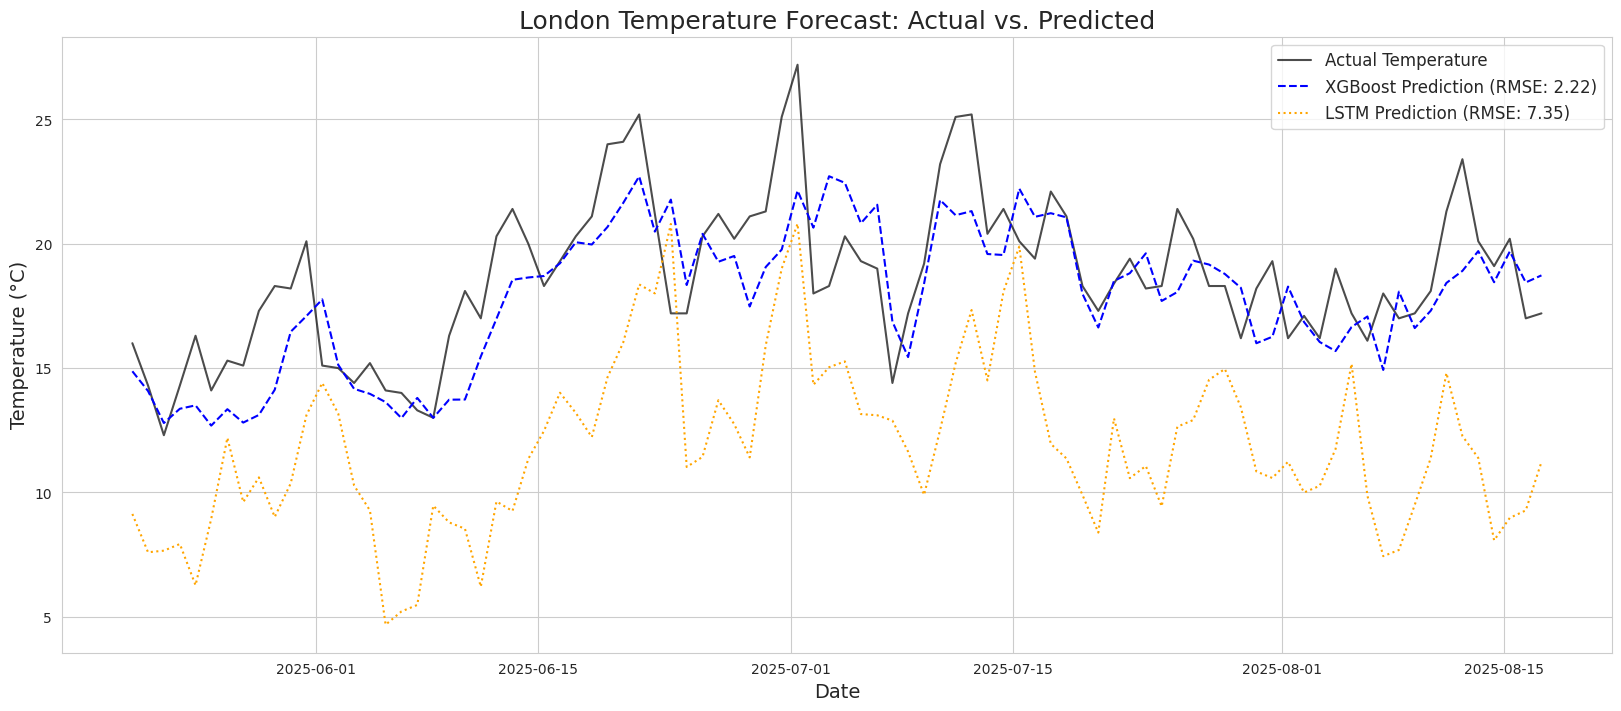 London Temperature Forecast: Actual vs. Predicted
Actual Temperature
XGBoost Prediction (RMSE: 2.22)
LSTM Prediction (RMSE: 7.35)
Temperature (°C)
25
20
15
10
5
2025-06-01
2025-06-15
2025-07-01
2025-07-15
2025-08-01
2025-08-15
Date